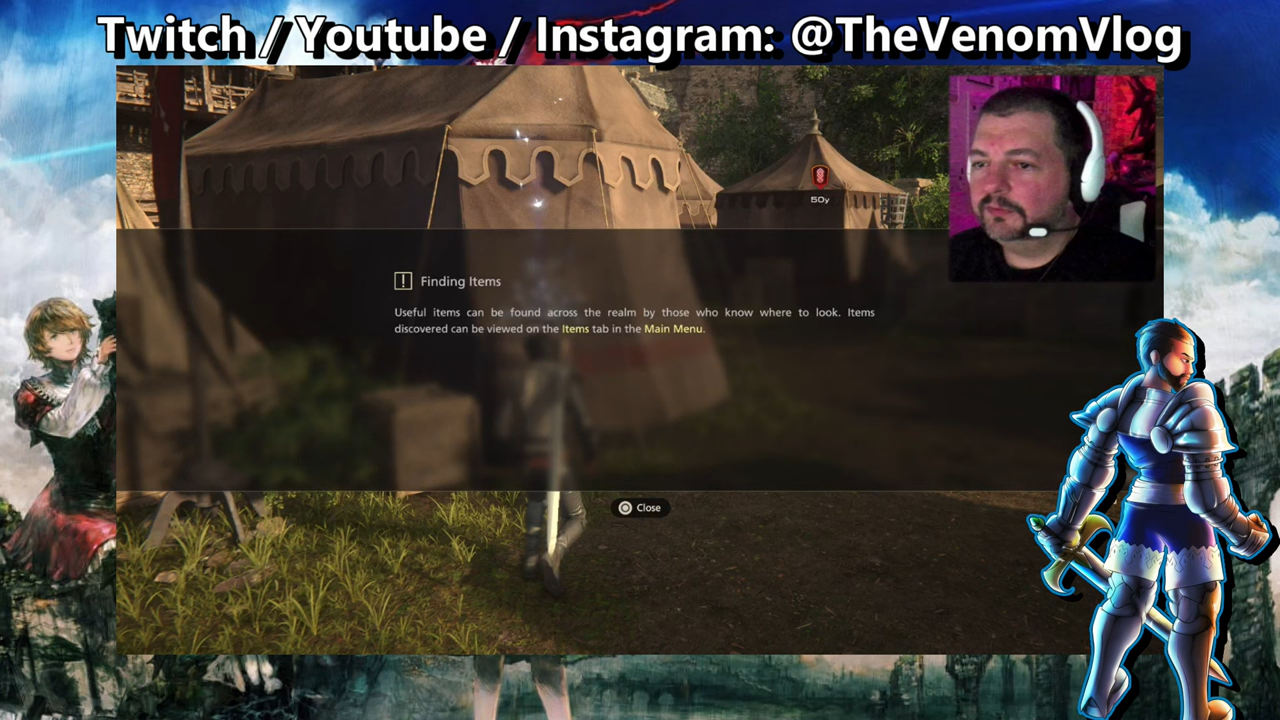 Twitch / Youtube / Instagram: @TheVenomVlog
50y
! Finding Items
Useful items can be found across the realm by those who know where to look. Items
discovered can be viewed on the Items tab in the Main Menu.
Close